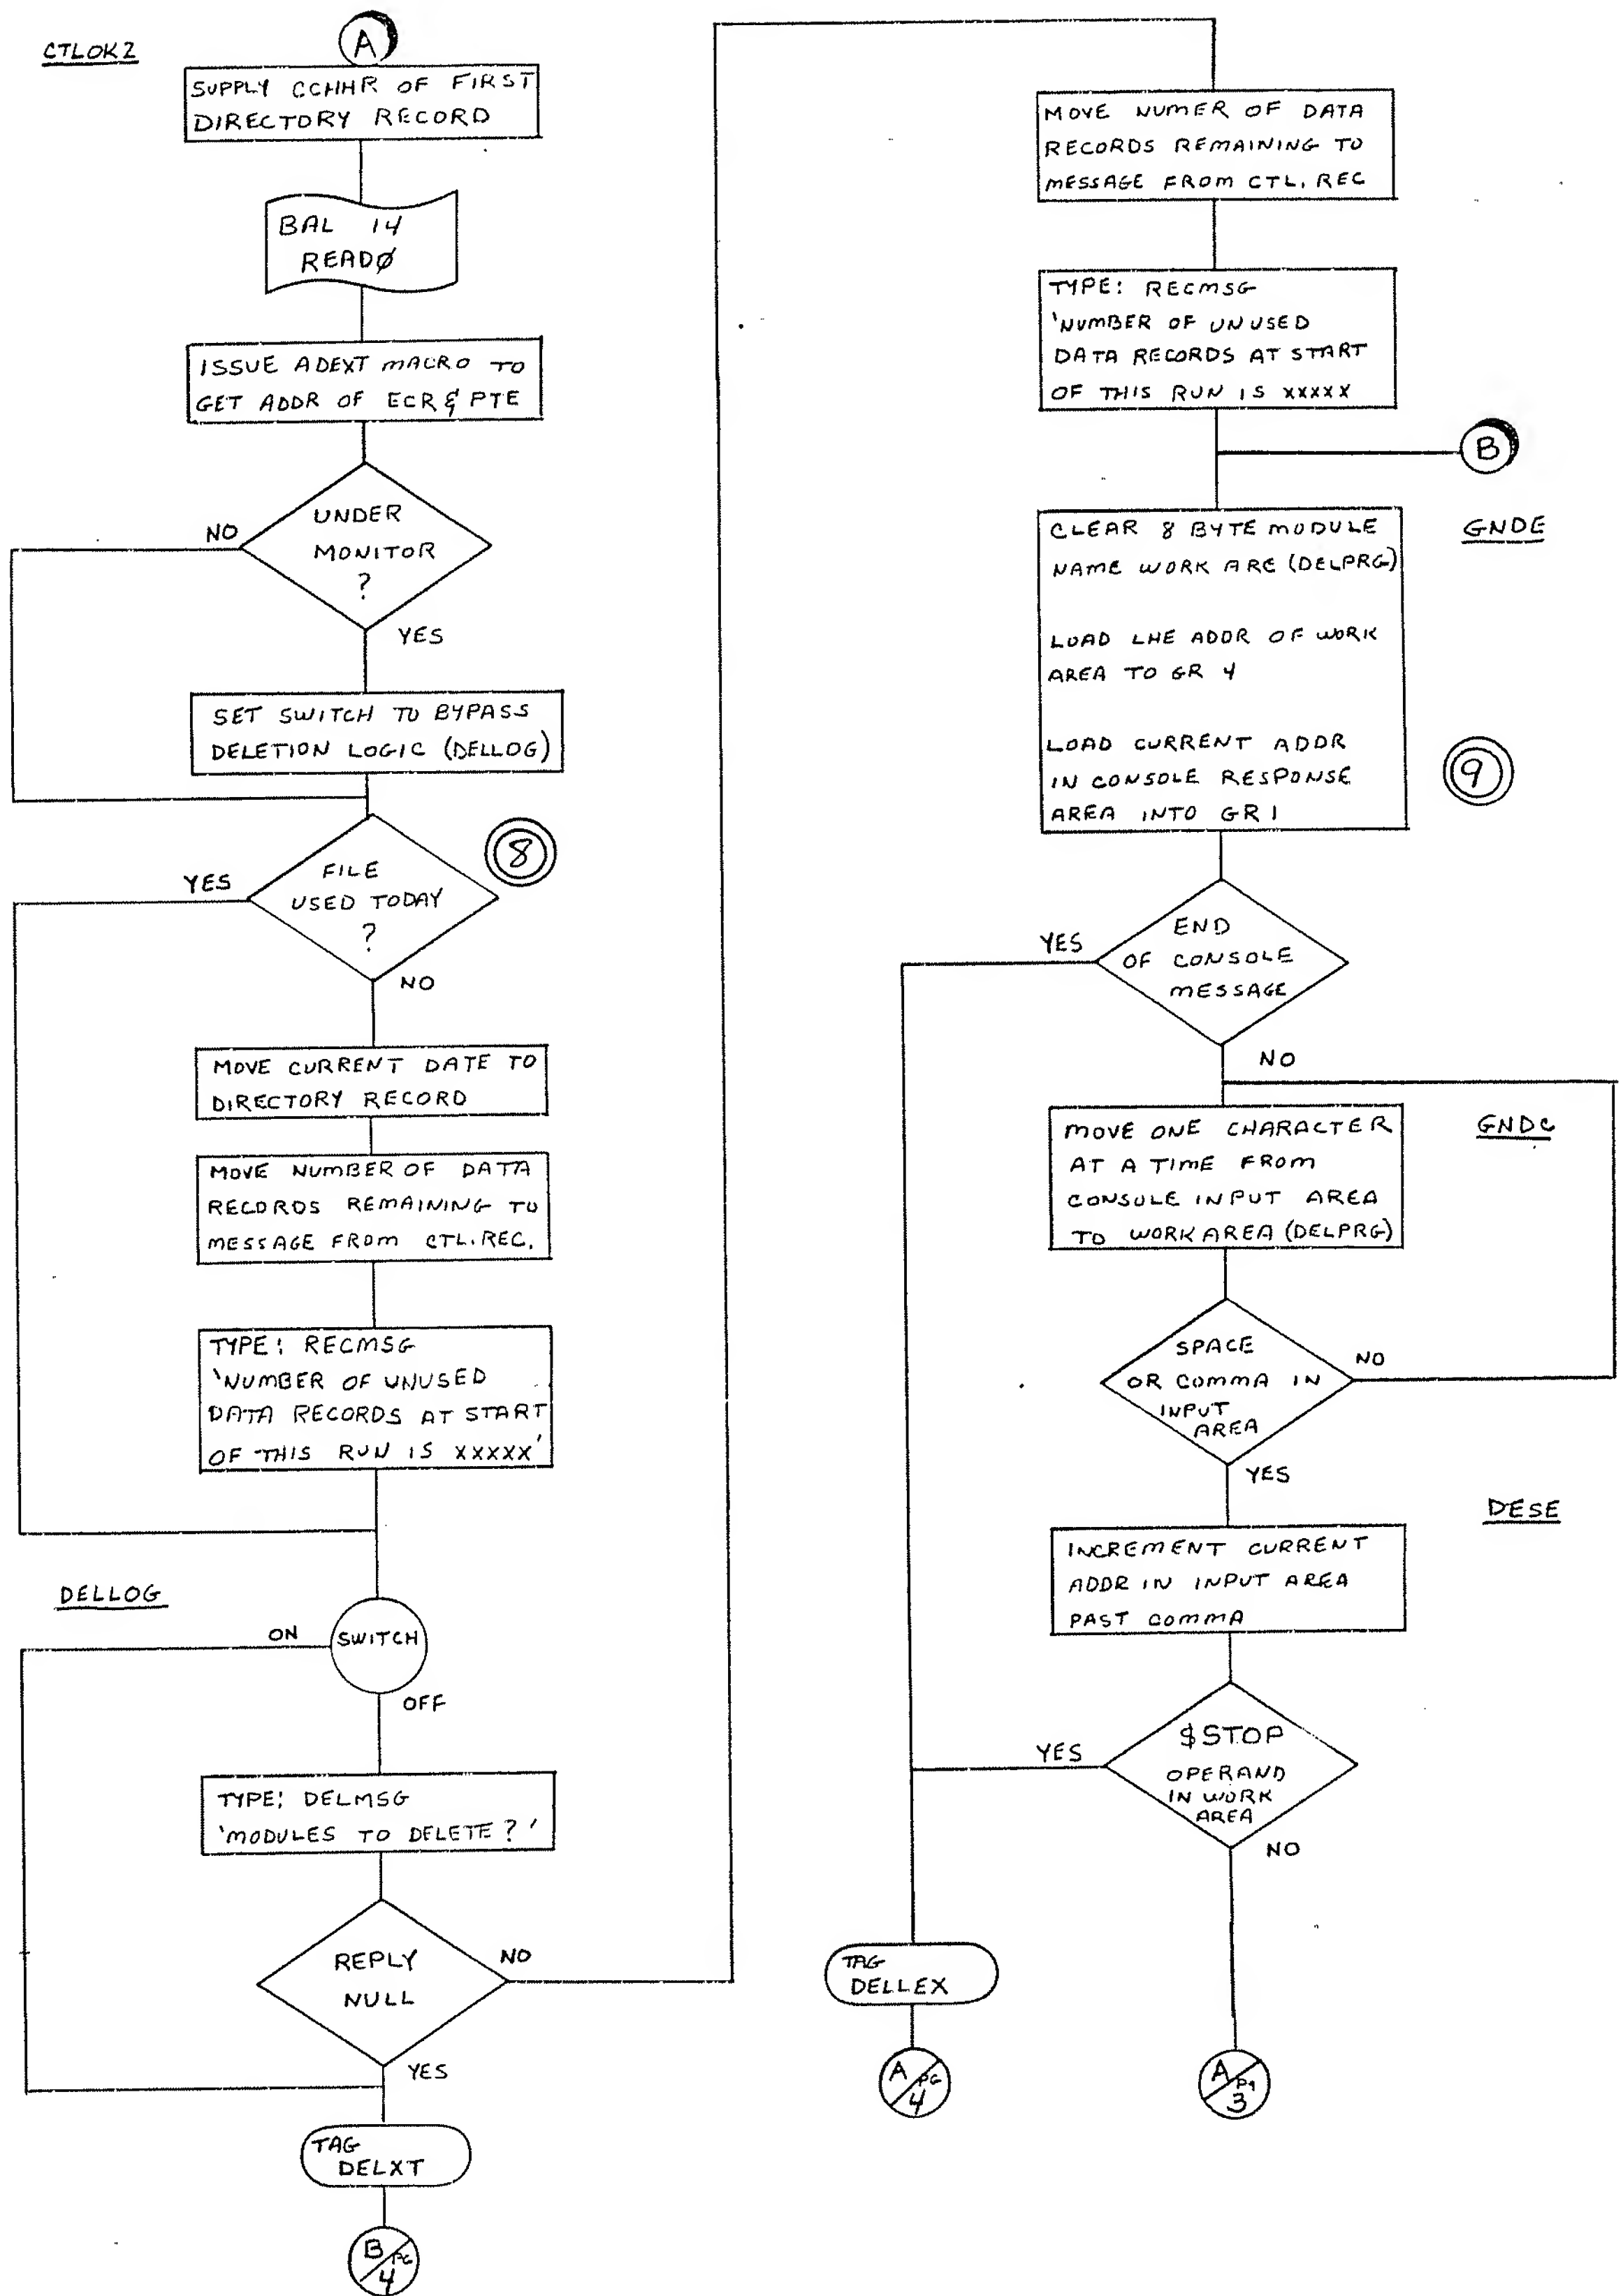 CTLOK2
A
SUPPLY CCHHR OF FIRST
DIRECTORY RECORD
BAL 14
READØ
ISSUE ADEXT MACRO TO
GET ADDR OF ECR & PTE
UNDER
MONITOR
?
NO
YES
SET SWITCH TO BYPASS
DELETION LOGIC (DELLOG)
8
FILE
USED TODAY
?
YES
NO
MOVE CURRENT DATE TO
DIRECTORY RECORD
MOVE NUMBER OF DATA
RECORDS REMAINING TO
MESSAGE FROM CTL.REC.
TYPE: RECMSG
'NUMBER OF UNUSED
DATA RECORDS AT START
OF THIS RUN IS XXXXX'
DELLOG
SWITCH
ON
OFF
TYPE: DELMSG
'MODULES TO DELETE ? '
REPLY
NULL
NO
YES
TAG
DELXT
B PG
4
MOVE NUMER OF DATA
RECORDS REMAINING TO
MESSAGE FROM CTL. REC
TYPE: RECMSG
'NUMBER OF UNUSED
DATA RECORDS AT START
OF THIS RUN IS XXXXX
B
GNDE
CLEAR 8 BYTE MODULE
NAME WORK ARE (DELPRG)
LOAD LHE ADDR OF WORK
AREA TO GR 4
LOAD CURRENT ADDR
IN CONSOLE RESPONSE
AREA INTO GR 1
9
END
OF CONSOLE
MESSAGE
YES
NO
GNDC
MOVE ONE CHARACTER
AT A TIME FROM
CONSOLE INPUT AREA
TO WORK AREA (DELPRG)
SPACE
OR COMMA IN
INPUT
AREA
NO
YES
DESE
INCREMENT CURRENT
ADDR IN INPUT AREA
PAST COMMA
$STOP
OPERAND
IN WORK
AREA
YES
NO
TAG
DELLEX
A PG
4
A Pg
3